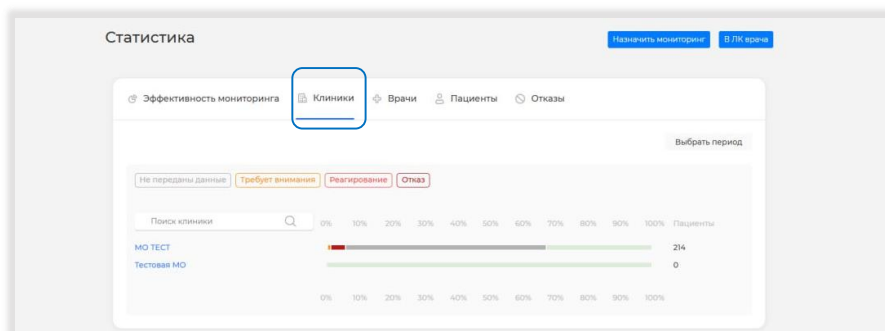 Статистика
Назначить мониторинг В ЛК врача
Эффективность мониторинга Клиники Врачи Пациенты Отказы
Выбрать период
Не переданы данные Требует внимания Реагирование Отказ
Поиск клиники 0% 10% 20% 30% 40% 50% 60% 70% 80% 90% 100% Пациенты
МО ТЕСТ 214
Тестовая МО 0
0% 10% 20% 30% 40% 50% 60% 70% 80% 90% 100%